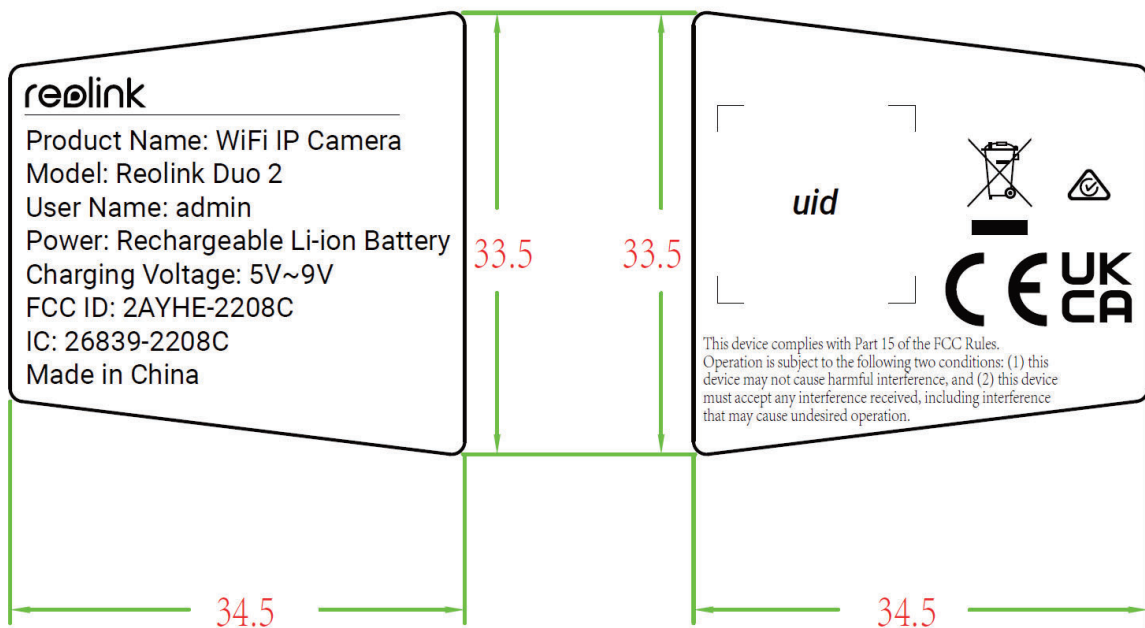 reolink
Product Name: WiFi IP Camera
Model: Reolink Duo 2
User Name: admin
Power: Rechargeable Li-ion Battery
Charging Voltage: 5V~9V
FCC ID: 2AYHE-2208C
IC: 26839-2208C
Made in China
33.5
34.5
33.5
uid
CE
UK
CA
This device complies with Part 15 of the FCC Rules.
Operation is subject to the following two conditions: (1) this
device may not cause harmful interference, and (2) this device
must accept any interference received, including interference
that may cause undesired operation.
34.5